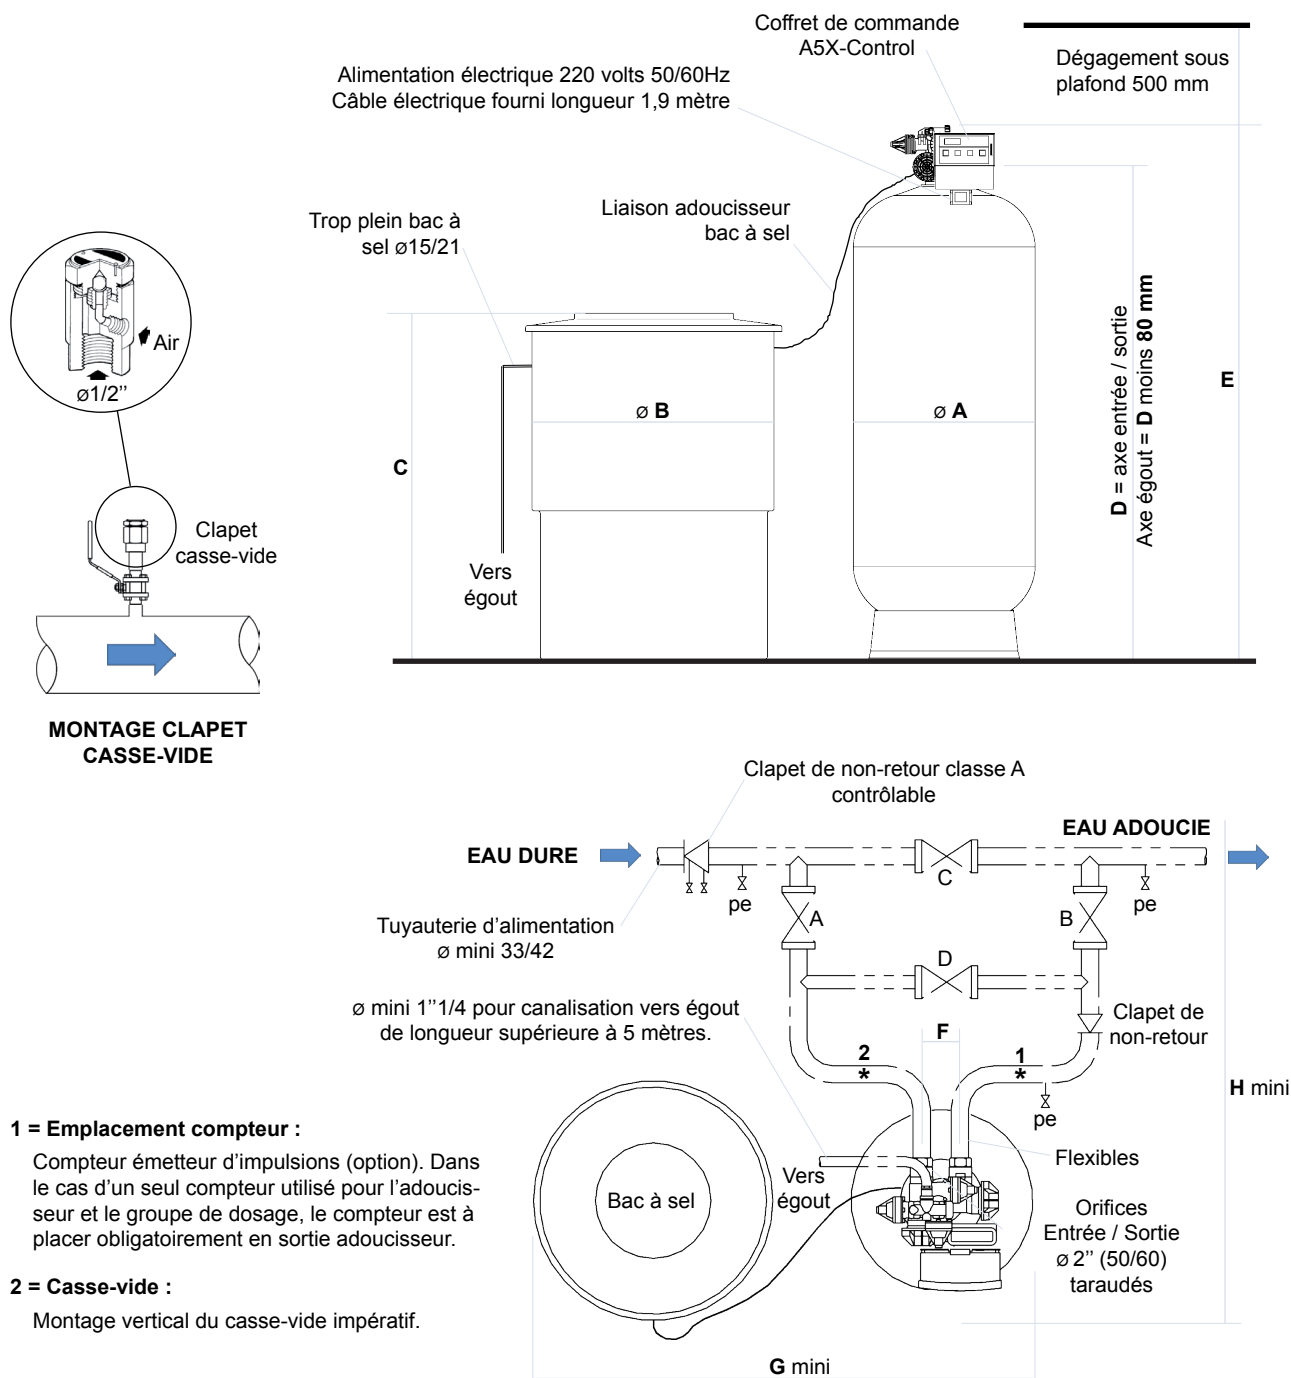 Coffret de commande
A5X-Control
Dégagement sous
plafond 500 mm
Alimentation électrique 220 volts 50/60Hz
Câble électrique fourni longueur 1,9 mètre
Trop plein bac à
sel ø15/21
Liaison adoucisseur
bac à sel
Air
ø1/2’’
Clapet
casse-vide
C
ø B
ø A
D = axe entrée / sortie
Axe égout = D moins 80 mm
E
Vers
égout
MONTAGE CLAPET
CASSE-VIDE
Clapet de non-retour classe A
contrôlable
EAU DURE
EAU ADOUCIE
pe
C
pe
A
B
Tuyauterie d’alimentation
ø mini 33/42
D
ø mini 1’’1/4 pour canalisation vers égout
de longueur supérieure à 5 mètres.
Clapet de
non-retour
F
2
*
1
*
pe
H mini
1 = Emplacement compteur :
Compteur émetteur d’impulsions (option). Dans
le cas d’un seul compteur utilisé pour l’adoucis-
seur et le groupe de dosage, le compteur est à
placer obligatoirement en sortie adoucisseur.
2 = Casse-vide :
Montage vertical du casse-vide impératif.
Bac à sel
Vers
égout
Flexibles
Orifices
Entrée / Sortie
ø 2’’ (50/60)
taraudés
G mini